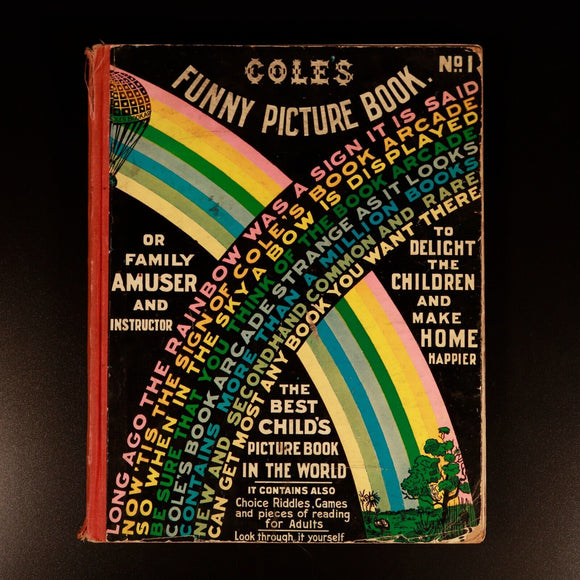 COLES
FUNNY PICTURE BOOK.
No 1
LONG AGO THE RAINBOW WAS A SIGN IT IS SAID
NOW 'TIS THE SIGN OF COLE'S BOOK ARCADE
SO WHEN IN THE SKY A BOW IS DISPLAYED
BE SURE THAT YOU THINK OF THE BOOK ARCADE
COLE'S BOOK ARCADE STRANGE AS IT LOOKS
CONTAINS MORE THAN A MILLION BOOKS
NEW AND SECONDHAND COMMON AND RARE
CAN GET MOST ANY BOOK YOU WANT THERE
OR
FAMILY
AMUSER
AND
INSTRUCTOR
TO
DELIGHT
THE
CHILDREN
AND
MAKE
HOME
HAPPIER
THE
BEST
CHILD'S
PICTURE BOOK
IN THE WORLD
IT CONTAINS ALSO
Choice Riddles, Games
and pieces of reading
for Adults
Look through it yourself